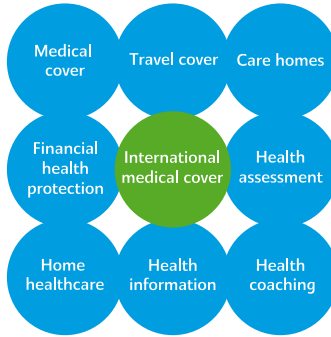 Medical
cover
Travel cover
Care homes
Financial
health
protection
International
medical cover
Health
assessment
Home
healthcare
Health
information
Health
coaching